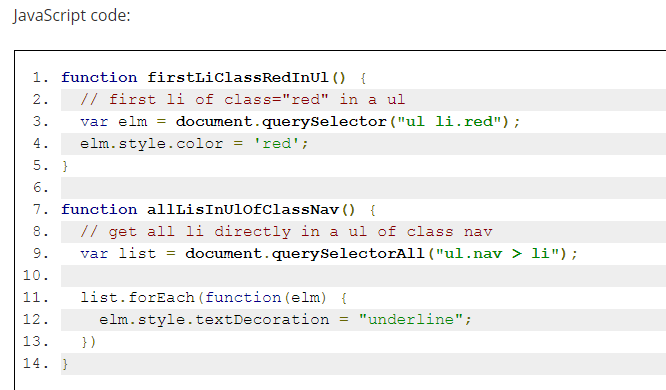 JavaScript code:
1. function firstLiClassRedInUl() {
2.   // first li of class="red" in a ul
3.   var elm = document.querySelector("ul li.red");
4.   elm.style.color = 'red';
5. }
6.
7. function allLisInUlOfClassNav() {
8.   // get all li directly in a ul of class nav
9.   var list = document.querySelectorAll("ul.nav > li");
10.
11.   list.forEach(function(elm) {
12.     elm.style.textDecoration = "underline";
13.   })
14. }